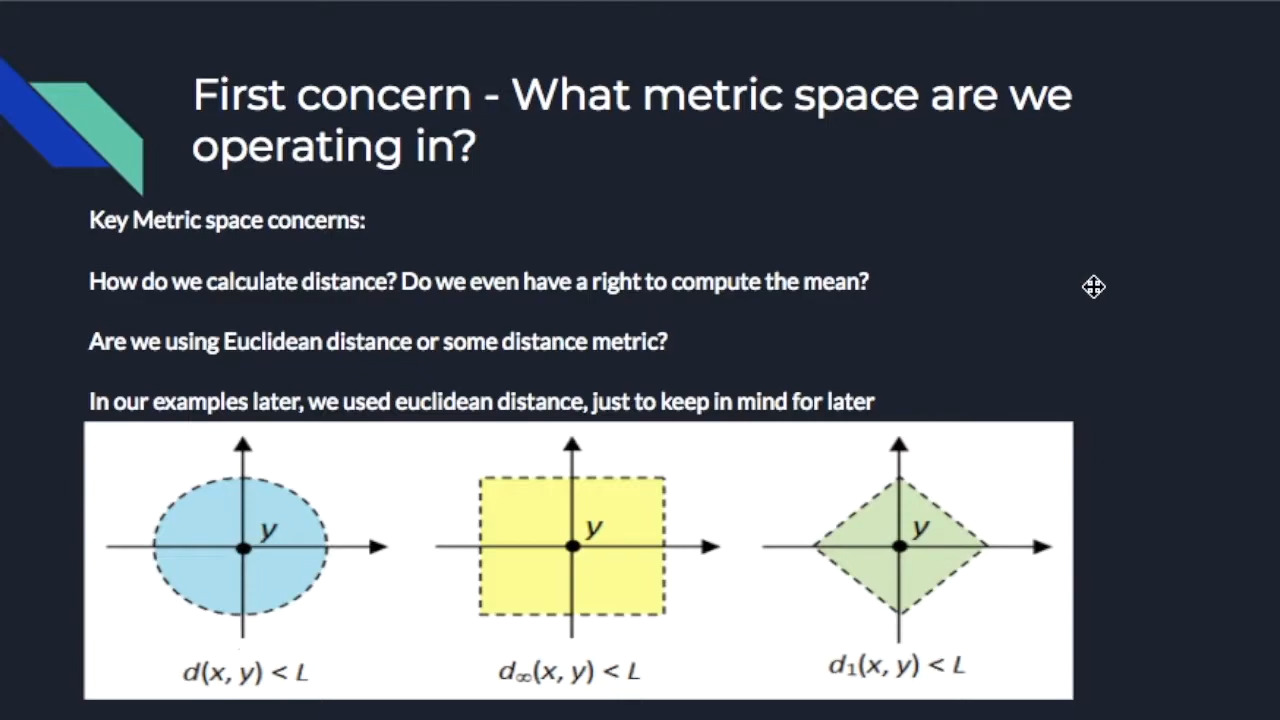 First concern - What metric space are we
operating in?
Key Metric space concerns:
How do we calculate distance? Do we even have a right to compute the mean?
Are we using Euclidean distance or some distance metric?
In our examples later, we used euclidean distance, just to keep in mind for later
y
y
y
d(x, y) < L
d∞(x, y) < L
d₁(x, y) < L